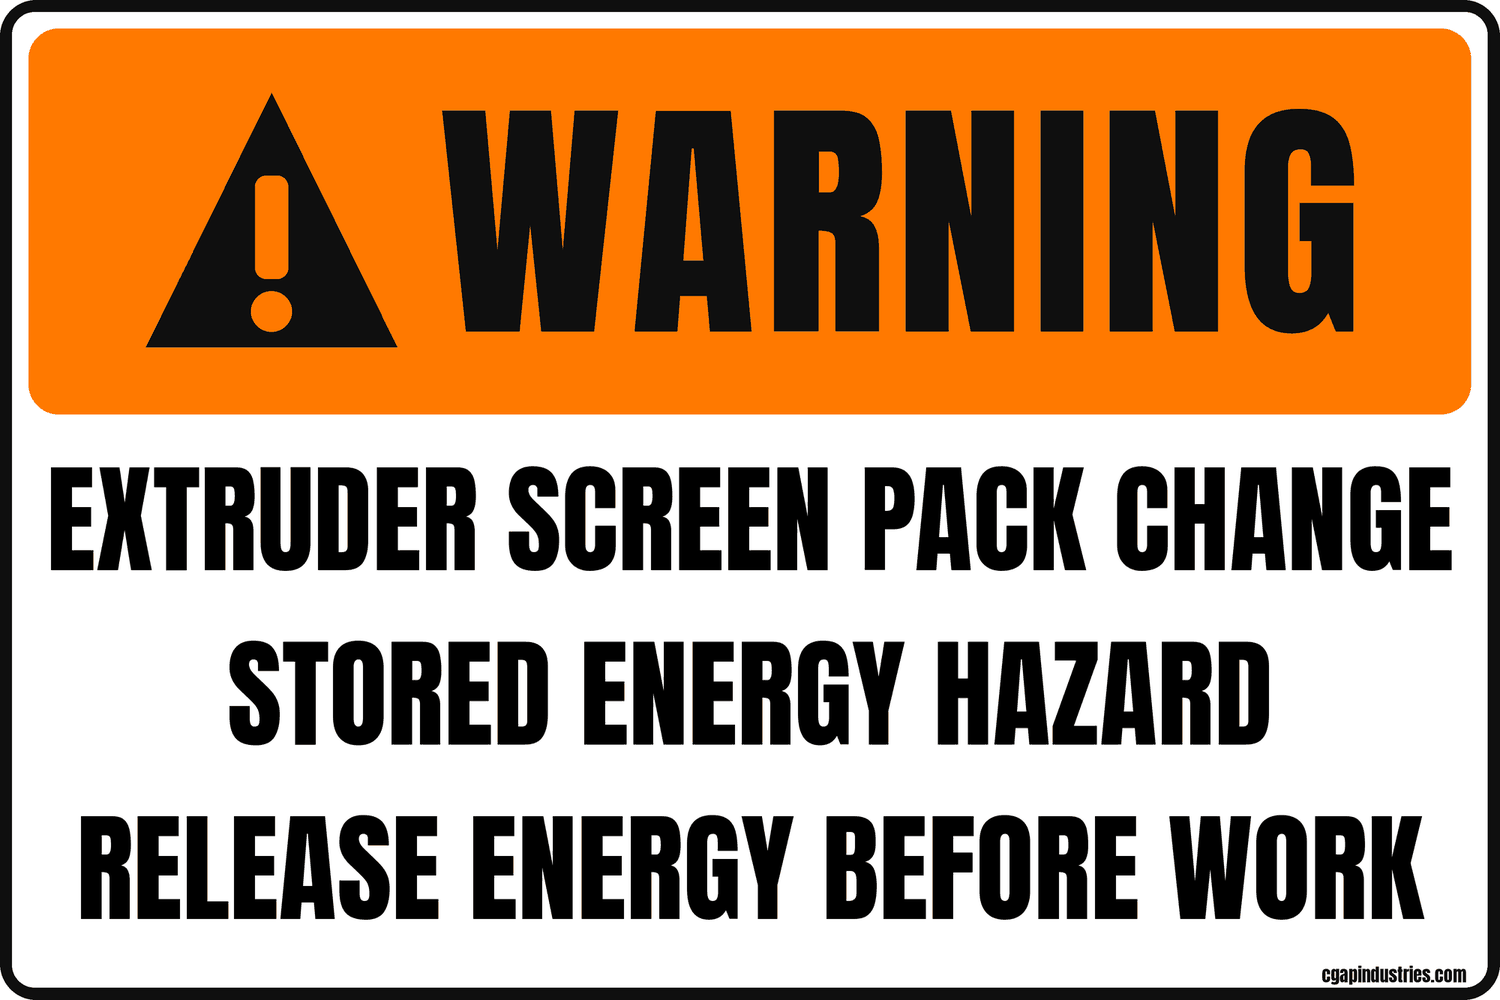 WARNING
EXTRUDER SCREEN PACK CHANGE
STORED ENERGY HAZARD
RELEASE ENERGY BEFORE WORK
cgapindustries.com